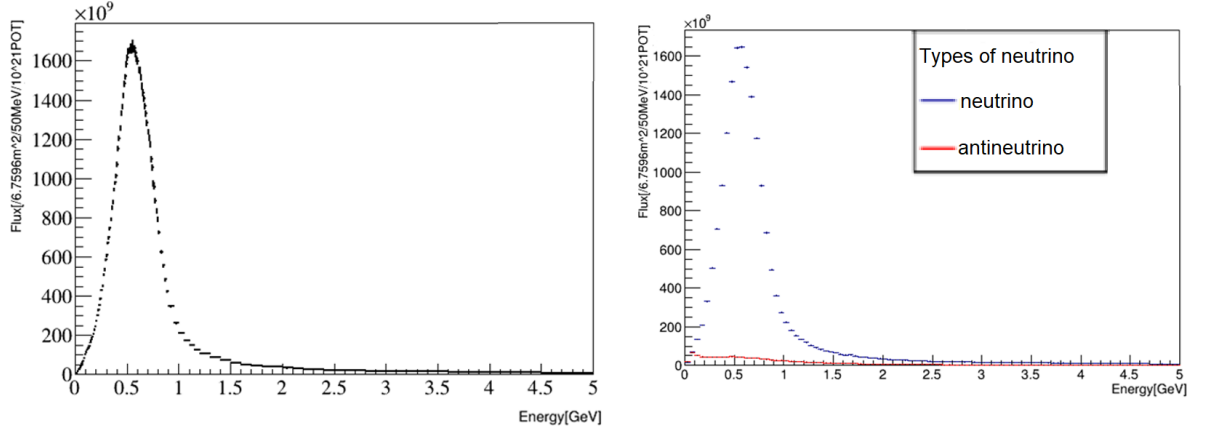 ×10^9
Flux[/6.7596m^2/50MeV/10^21POT]
1600
1400
1200
1000
800
600
400
200
0
0 0.5 1 1.5 2 2.5 3 3.5 4 4.5 5
Energy[GeV]
×10^9
Flux[/6.7596m^2/50MeV/10^21POT]
1600
1400
1200
1000
800
600
400
200
0
0 0.5 1 1.5 2 2.5 3 3.5 4 4.5 5
Energy[GeV]
Types of neutrino
neutrino
antineutrino